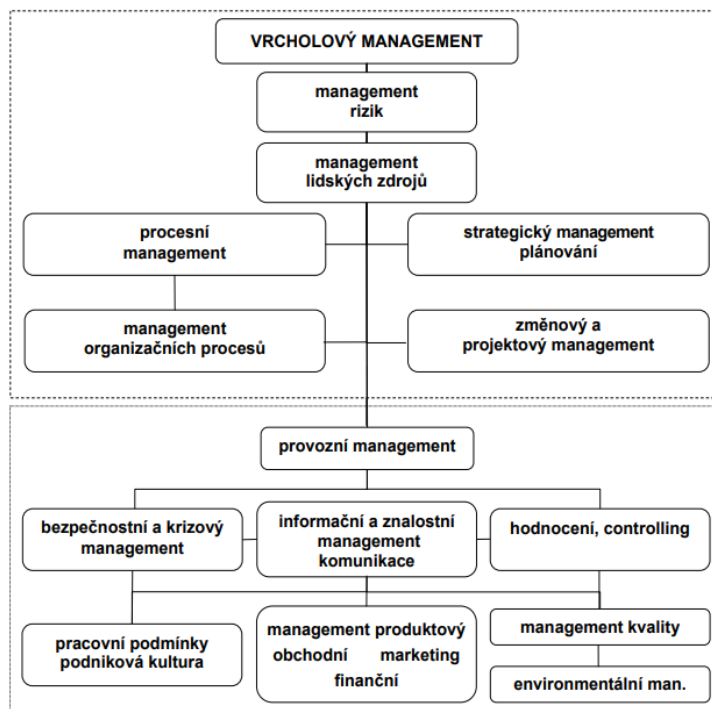 VRCHOLOVÝ MANAGEMENT
management
rizik
management
lidských zdrojů
procesní
management
strategický management
plánování
management
organizačních procesů
změnový a
projektový management
provozní management
bezpečnostní a krizový
management
informační a znalostní
management
komunikace
hodnocení, controlling
pracovní podmínky
podniková kultura
management produktový
obchodní marketing
finanční
management kvality
environmentální man.